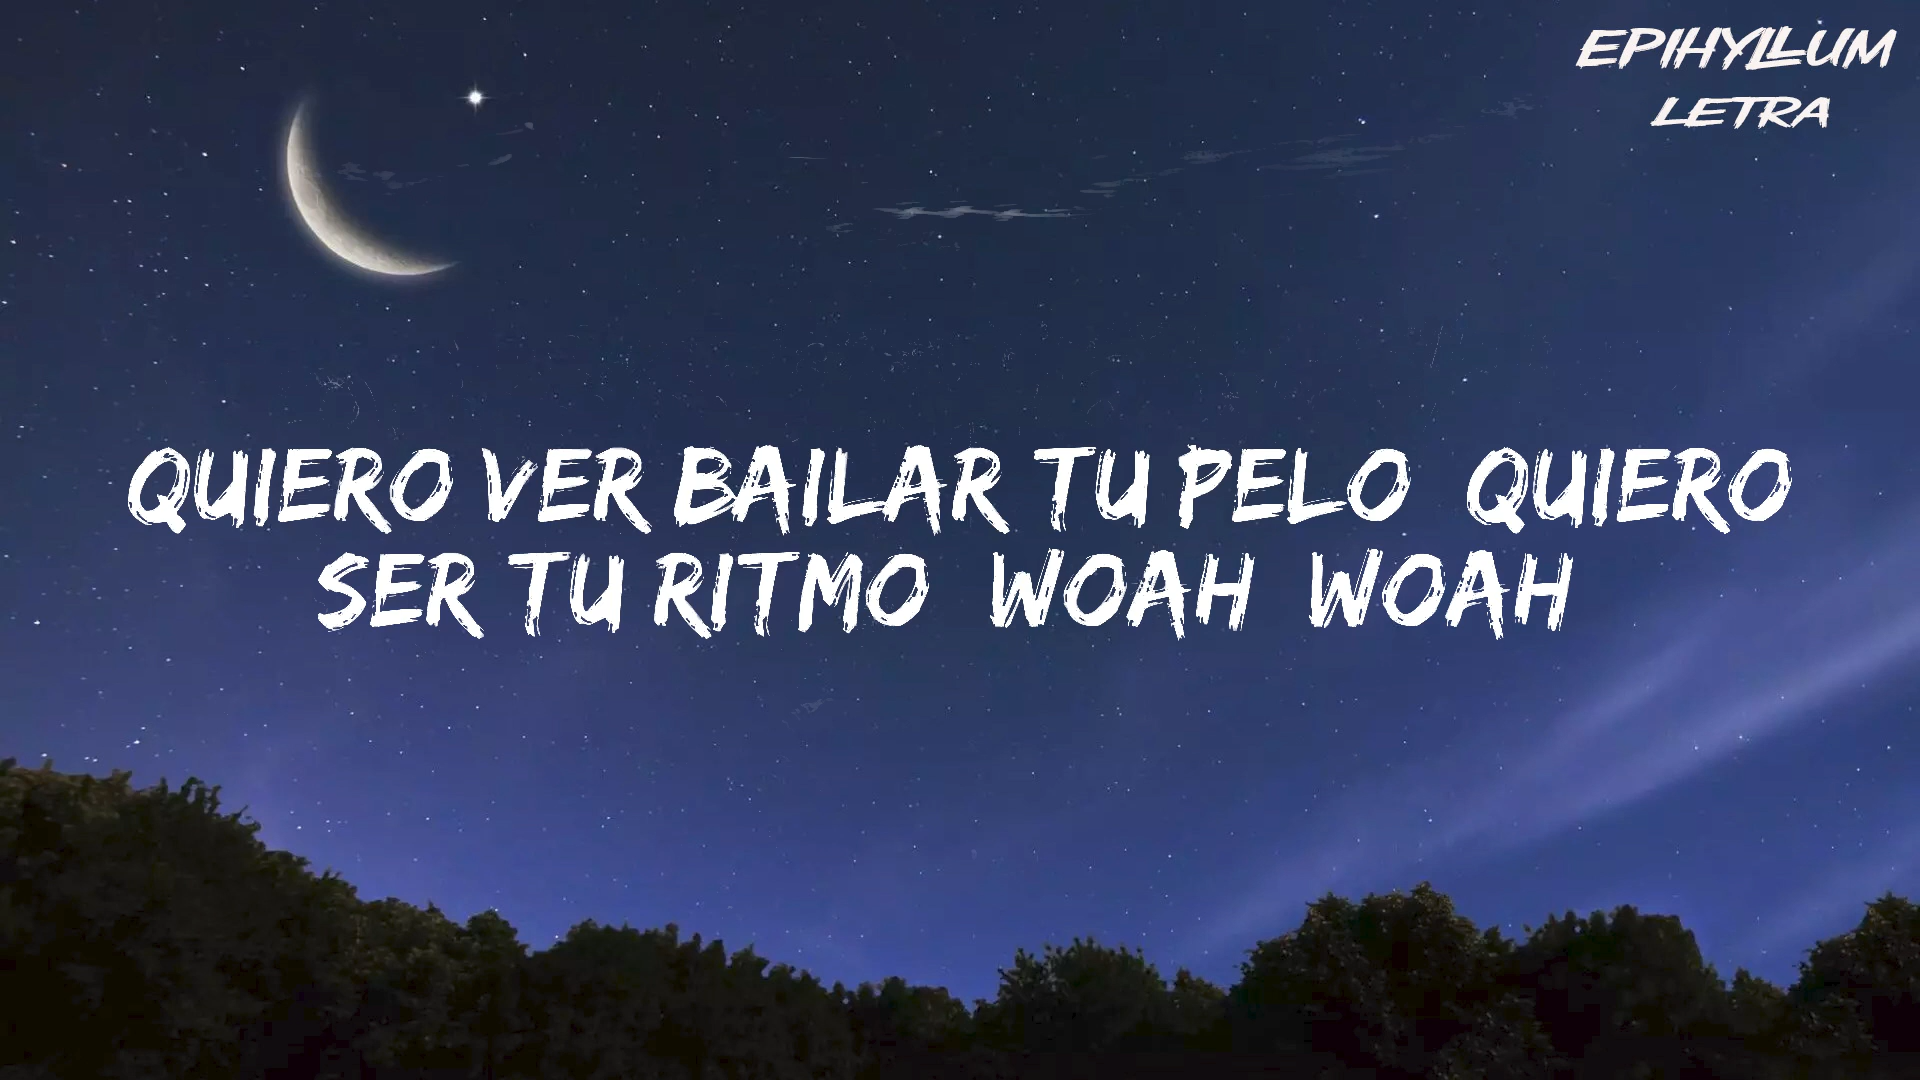 EPIHYLLUM
LETRA
QUIERO VER BAILAR TU PELO QUIERO
SER TU RITMO WOAH WOAH